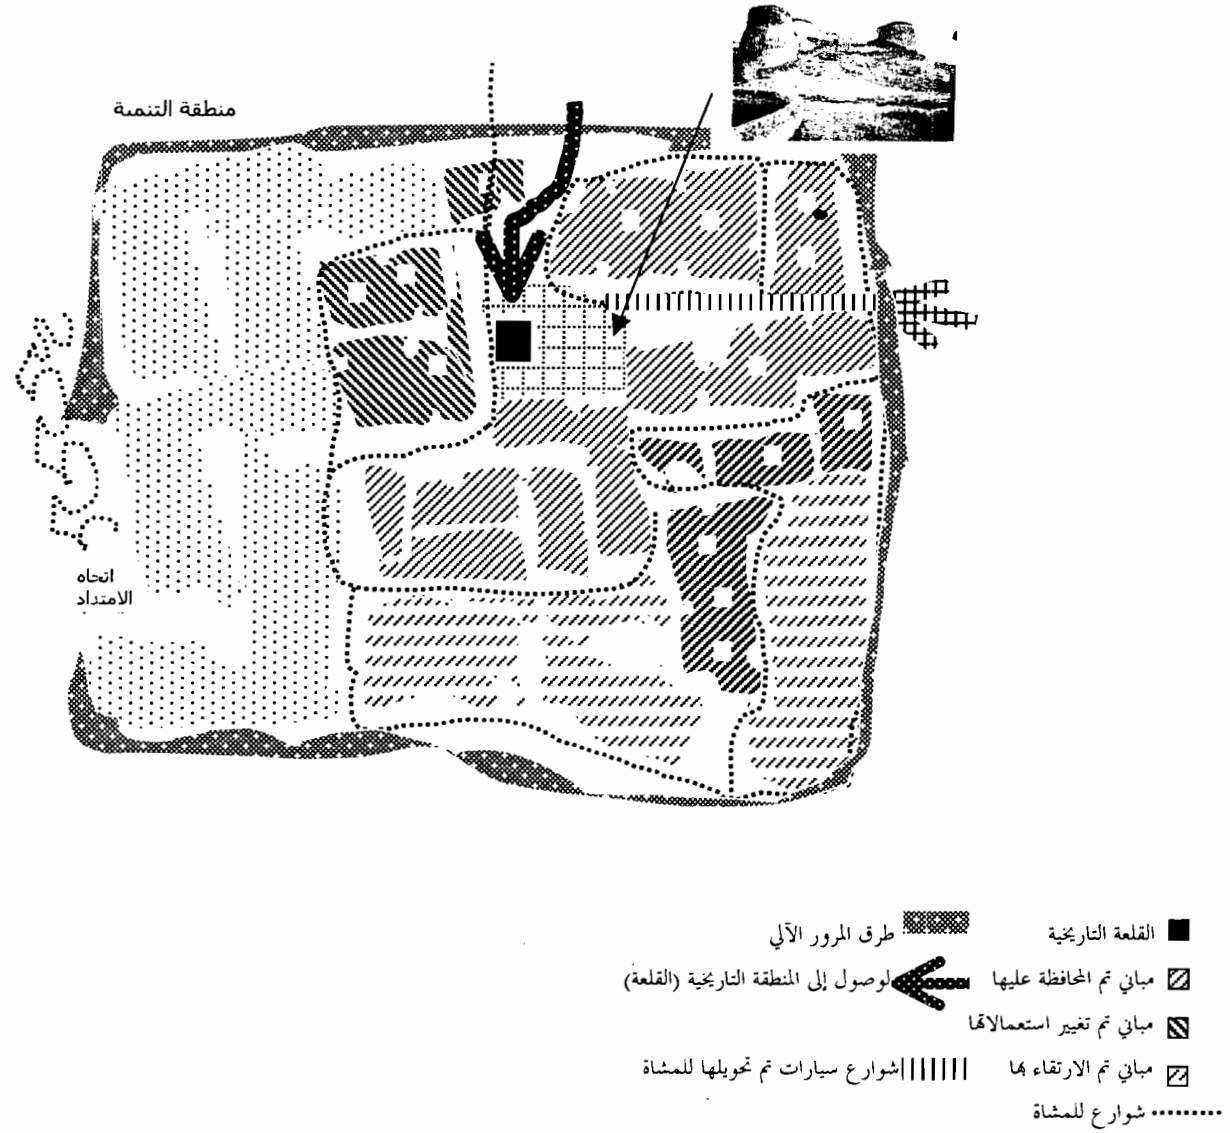 منطقة التنمية
اتجاه
الامتداد
القلعة التاريخية
طرق المرور الآلي
مباني تم المحافظة عليها
لوصول إلى المنطقة التاريخية (القلعة)
مباني تم تغيير استعمالاتها
مباني تم الارتقاء بها
شوارع سيارات تم تحويلها للمشاة
شوارع للمشاة